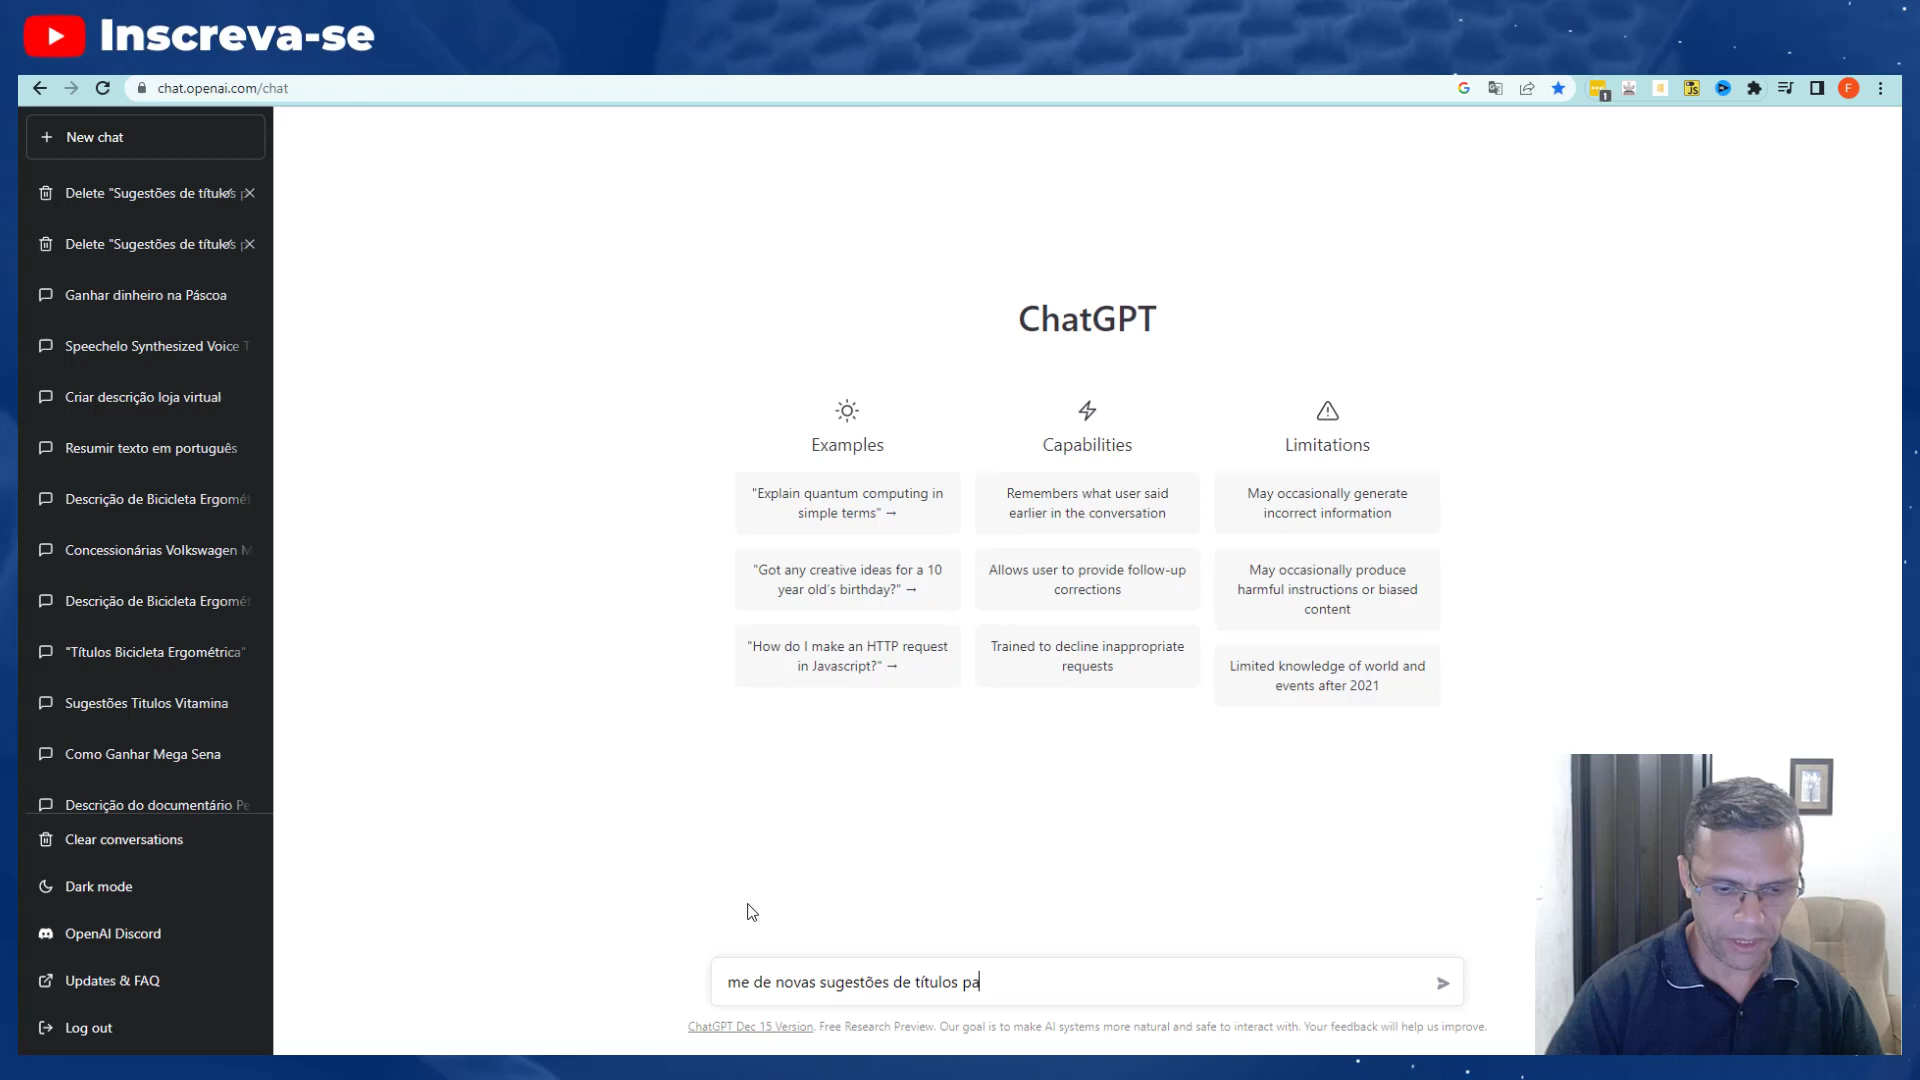 Inscreva-se
chat.openai.com/chat
1
JS
F
New chat
Delete "Sugestões de títulos p
Delete "Sugestões de títulos p
Ganhar dinheiro na Páscoa
Speechelo Synthesized Voice T
Criar descrição loja virtual
Resumir texto em português
Descrição de Bicicleta Ergomét
Concessionárias Volkswagen M
Descrição de Bicicleta Ergomét
"Títulos Bicicleta Ergométrica"
Sugestões Titulos Vitamina
Como Ganhar Mega Sena
Descrição do documentário Pe
Clear conversations
Dark mode
OpenAI Discord
Updates & FAQ
Log out
ChatGPT
Examples
"Explain quantum computing in
simple terms" →
"Got any creative ideas for a 10
year old's birthday?" →
"How do I make an HTTP request
in Javascript?" →
Capabilities
Remembers what user said
earlier in the conversation
Allows user to provide follow-up
corrections
Trained to decline inappropriate
requests
Limitations
May occasionally generate
incorrect information
May occasionally produce
harmful instructions or biased
content
Limited knowledge of world and
events after 2021
me de novas sugestões de títulos pa
ChatGPT Dec 15 Version. Free Research Preview. Our goal is to make AI systems more natural and safe to interact with. Your feedback will help us improve.